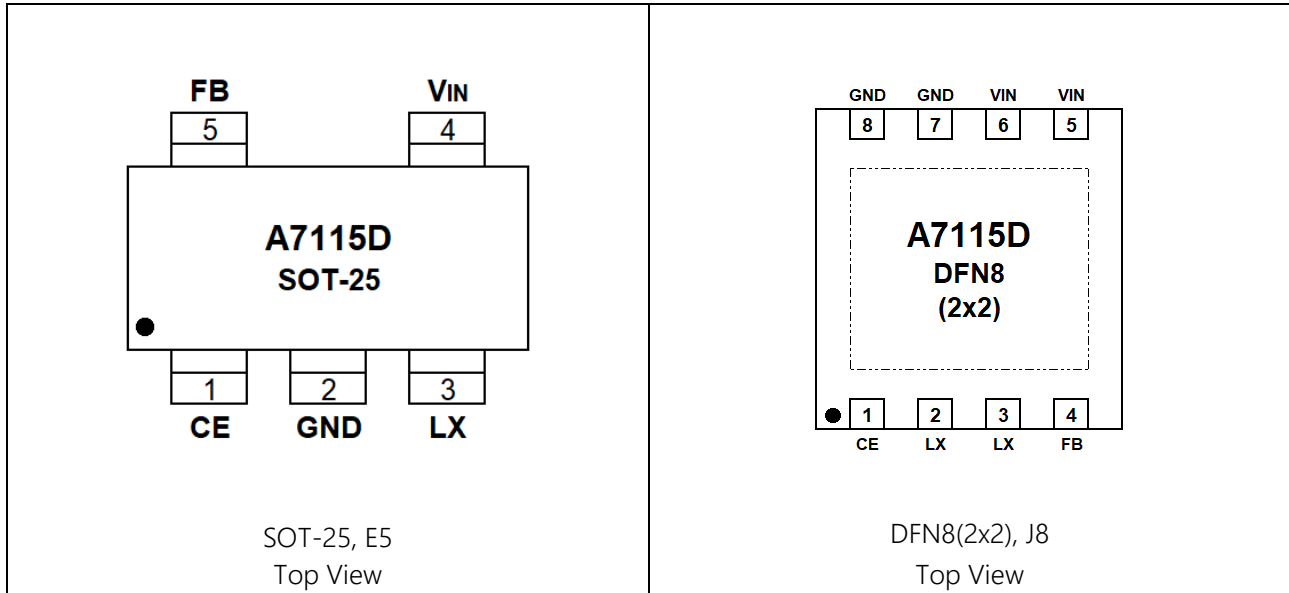 FB VIN
5 4
A7115D
SOT-25
1 2 3
CE GND LX
SOT-25, E5
Top View
GND GND VIN VIN
8 7 6 5
A7115D
DFN8
(2x2)
1 2 3 4
CE LX LX FB
DFN8(2x2), J8
Top View